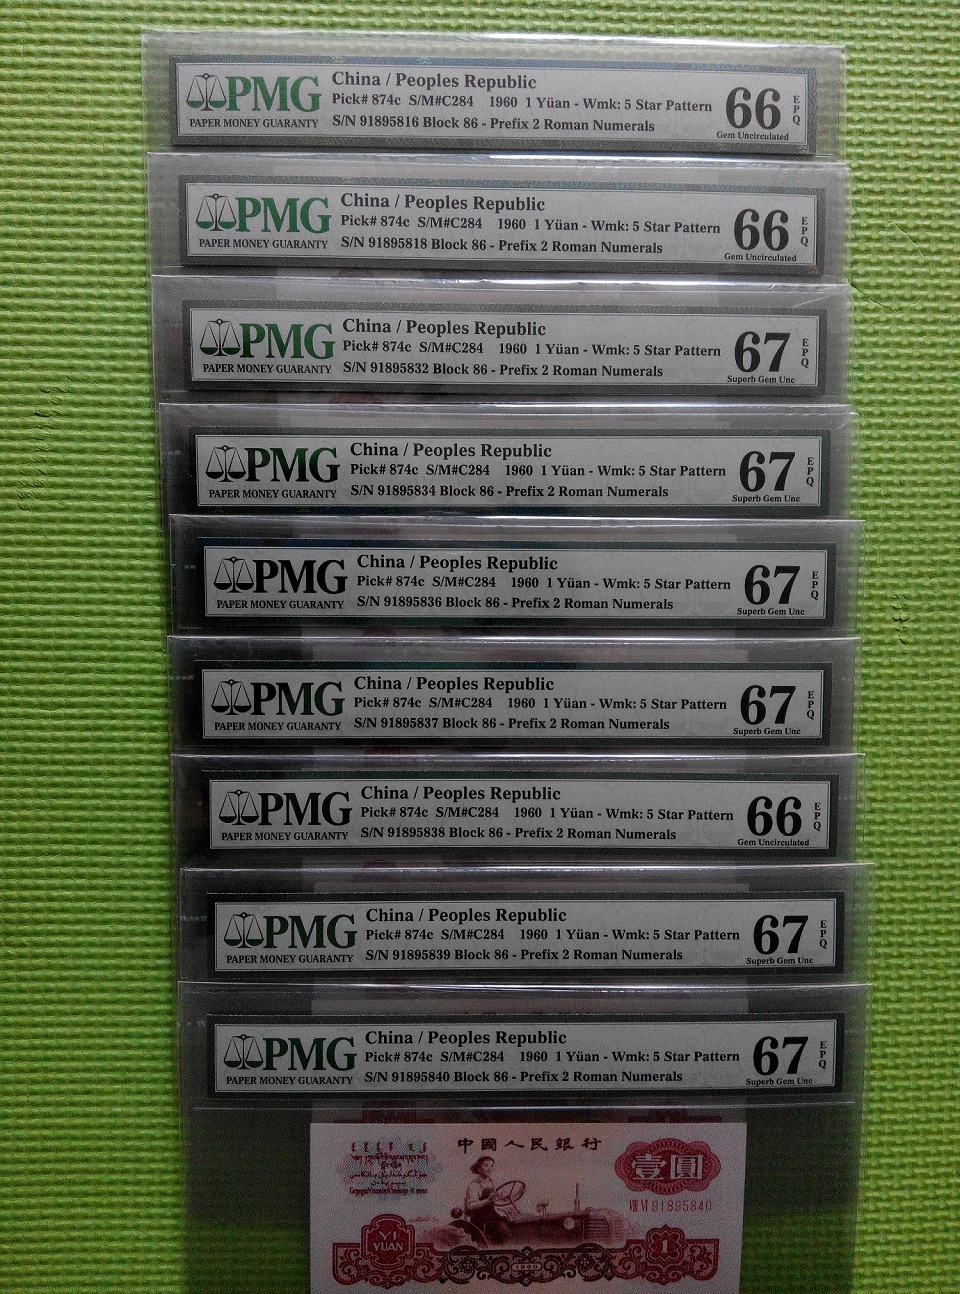 PMG
PAPER MONEY GUARANTY
China / Peoples Republic
Pick# 874c S/M#C284 1960 1 Yüan - Wmk: 5 Star Pattern
S/N 91895816 Block 86 - Prefix 2 Roman Numerals
66
EPQ
Gem Uncirculated
PMG
PAPER MONEY GUARANTY
China / Peoples Republic
Pick# 874c S/M#C284 1960 1 Yüan - Wmk: 5 Star Pattern
S/N 91895818 Block 86 - Prefix 2 Roman Numerals
66
EPQ
Gem Uncirculated
PMG
PAPER MONEY GUARANTY
China / Peoples Republic
Pick# 874c S/M#C284 1960 1 Yüan - Wmk: 5 Star Pattern
S/N 91895832 Block 86 - Prefix 2 Roman Numerals
67
EPQ
Superb Gem Unc
PMG
PAPER MONEY GUARANTY
China / Peoples Republic
Pick# 874c S/M#C284 1960 1 Yüan - Wmk: 5 Star Pattern
S/N 91895834 Block 86 - Prefix 2 Roman Numerals
67
EPQ
Superb Gem Unc
PMG
PAPER MONEY GUARANTY
China / Peoples Republic
Pick# 874c S/M#C284 1960 1 Yüan - Wmk: 5 Star Pattern
S/N 91895836 Block 86 - Prefix 2 Roman Numerals
67
EPQ
Superb Gem Unc
PMG
PAPER MONEY GUARANTY
China / Peoples Republic
Pick# 874c S/M#C284 1960 1 Yüan - Wmk: 5 Star Pattern
S/N 91895837 Block 86 - Prefix 2 Roman Numerals
67
EPQ
Superb Gem Unc
PMG
PAPER MONEY GUARANTY
China / Peoples Republic
Pick# 874c S/M#C284 1960 1 Yüan - Wmk: 5 Star Pattern
S/N 91895838 Block 86 - Prefix 2 Roman Numerals
66
EPQ
Gem Uncirculated
PMG
PAPER MONEY GUARANTY
China / Peoples Republic
Pick# 874c S/M#C284 1960 1 Yüan - Wmk: 5 Star Pattern
S/N 91895839 Block 86 - Prefix 2 Roman Numerals
67
EPQ
Superb Gem Unc
PMG
PAPER MONEY GUARANTY
China / Peoples Republic
Pick# 874c S/M#C284 1960 1 Yüan - Wmk: 5 Star Pattern
S/N 91895840 Block 86 - Prefix 2 Roman Numerals
67
EPQ
Superb Gem Unc
中國人民銀行
壹圓
VIII VI 91895840
YI
YUAN
1960
1